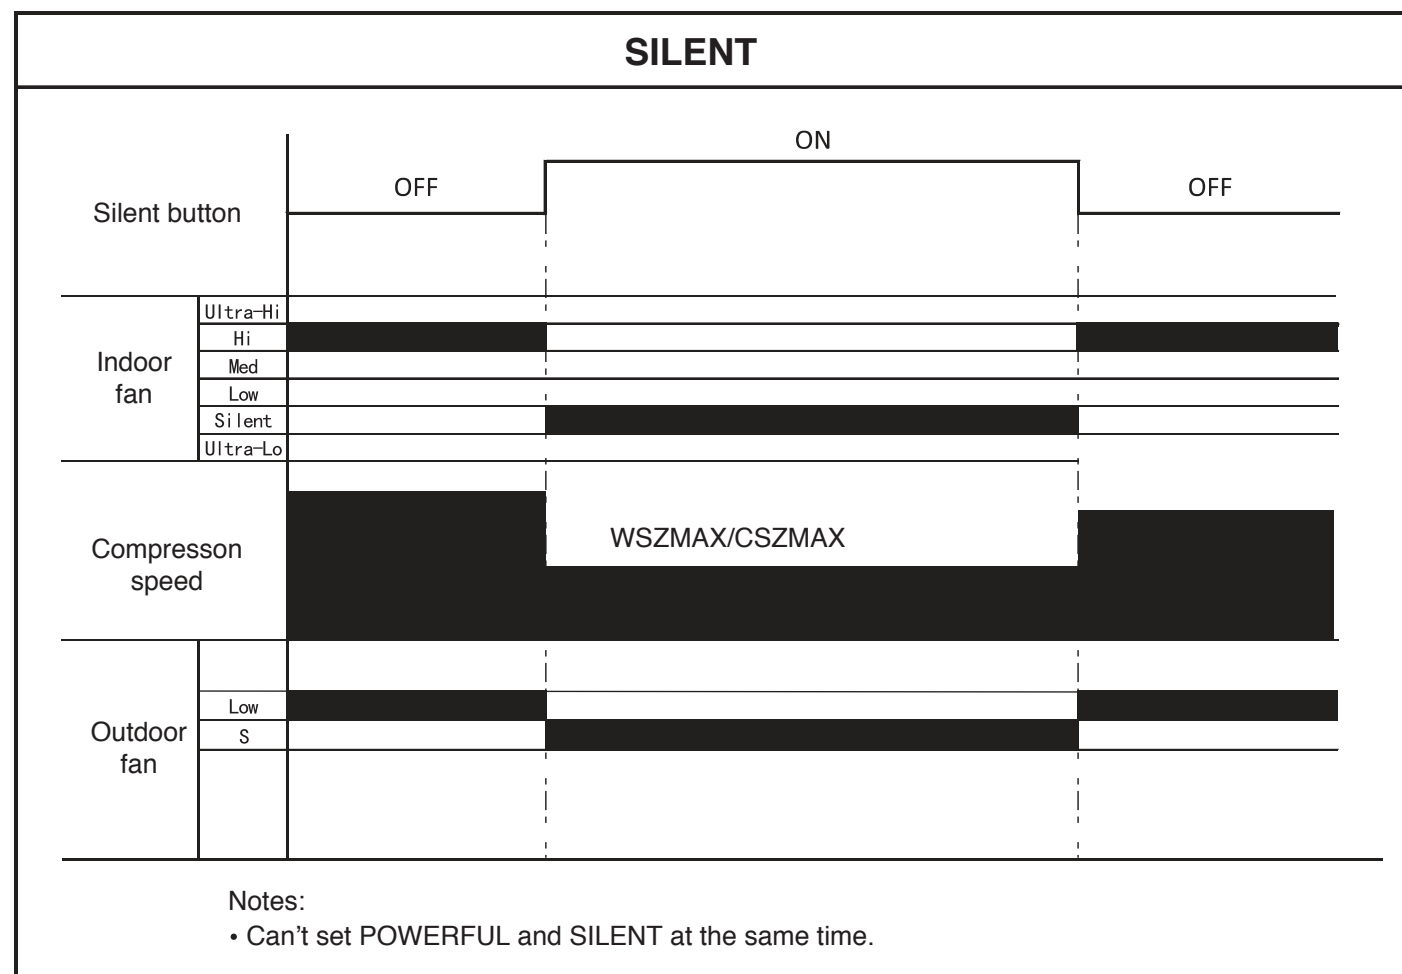 SILENT
ON
OFF
OFF
Silent button
Ultra-Hi
Hi
Indoor
fan
Med
Low
Silent
Ultra-Lo
WSZMAX/CSZMAX
Compresson
speed
Low
Outdoor
fan
S
Notes:
• Can’t set POWERFUL and SILENT at the same time.